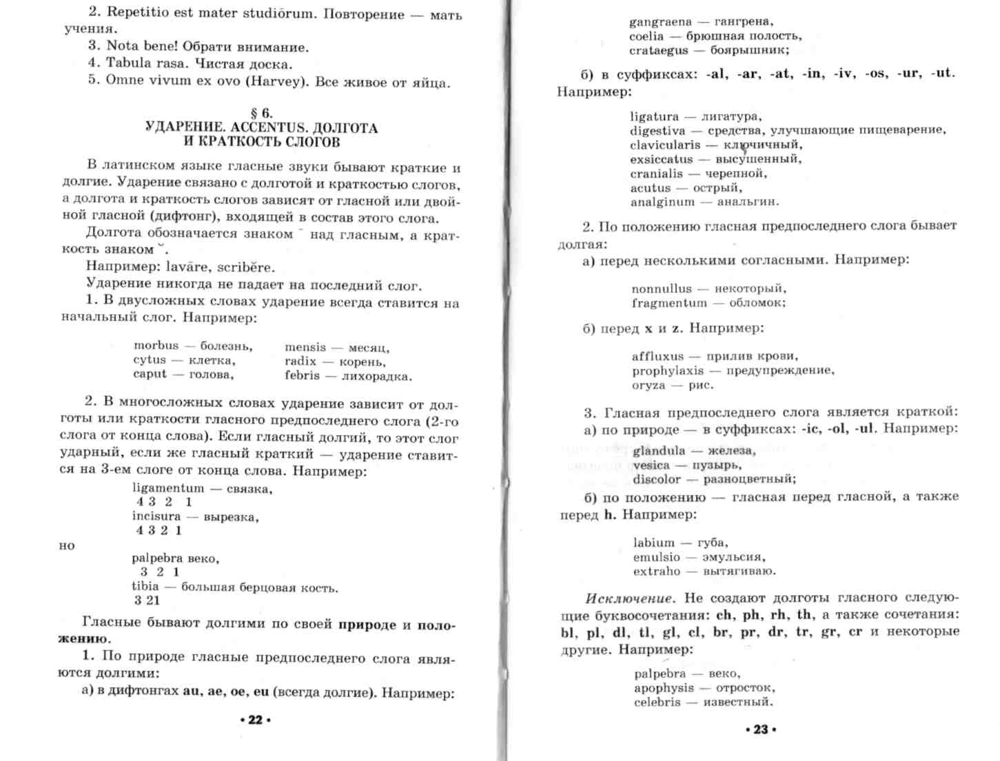 2. Repetitio est mater studiōrum. Повторение — мать
учения.
3. Nota bene! Обрати внимание.
4. Tabula rasa. Чистая доска.
5. Omne vivum ex ovo (Harvey). Все живое от яйца.
§ 6.
УДАРЕНИЕ. ACCENTUS. ДОЛГОТА
И КРАТКОСТЬ СЛОГОВ
В латинском языке гласные звуки бывают краткие и
долгие. Ударение связано с долготой и краткостью слогов,
а долгота и краткость слогов зависят от гласной или двой-
ной гласной (дифтонг), входящей в состав этого слога.
Долгота обозначается знаком ˉ над гласным, а крат-
кость знаком ˘.
Например: lavāre, scribĕre.
Ударение никогда не падает на последний слог.
1. В двусложных словах ударение всегда ставится на
начальный слог. Например:
morbus — болезнь, mensis — месяц,
cytus — клетка, radix — корень,
caput — голова, febris — лихорадка.
2. В многосложных словах ударение зависит от дол-
готы или краткости гласного предпоследнего слога (2-го
слога от конца слова). Если гласный долгий, то этот слог
ударный, если же гласный краткий — ударение ставит-
ся на 3-ем слоге от конца слова. Например:
ligamentum — связка,
4 3 2 1
incisura — вырезка,
4 3 2 1
но
palpebra веко,
3 2 1
tibia — большая берцовая кость.
3 21
Гласные бывают долгими по своей природе и поло-
жению.
1. По природе гласные предпоследнего слога явля-
ются долгими:
а) в дифтонгах au, ae, oe, eu (всегда долгие). Например:
• 22 •
gangraena — гангрена,
coelia — брюшная полость,
crataegus — боярышник;
б) в суффиксах: -al, -ar, -at, -in, -iv, -os, -ur, -ut.
Например:
ligatura — лигатура,
digestiva — средства, улучшающие пищеварение,
clavicularis — ключичный,
exsiccatus — высушенный,
cranialis — черепной,
acutus — острый,
analginum — анальгин.
2. По положению гласная предпоследнего слога бывает
долгая:
а) перед несколькими согласными. Например:
nonnullus — некоторый,
fragmentum — обломок;
б) перед x и z. Например:
affluxus — прилив крови,
prophylaxis — предупреждение,
oryza — рис.
3. Гласная предпоследнего слога является краткой:
а) по природе — в суффиксах: -ic, -ol, -ul. Например:
glandula — железа,
vesica — пузырь,
discolor — разноцветный;
б) по положению — гласная перед гласной, а также
перед h. Например:
labium — губа,
emulsio — эмульсия,
extraho — вытягиваю.
Исключение. Не создают долготы гласного следую-
щие буквосочетания: ch, ph, rh, th, а также сочетания:
bl, pl, dl, tl, gl, cl, br, pr, dr, tr, gr, cr и некоторые
другие. Например:
palpebra — веко,
apophysis — отросток,
celebris — известный.
• 23 •